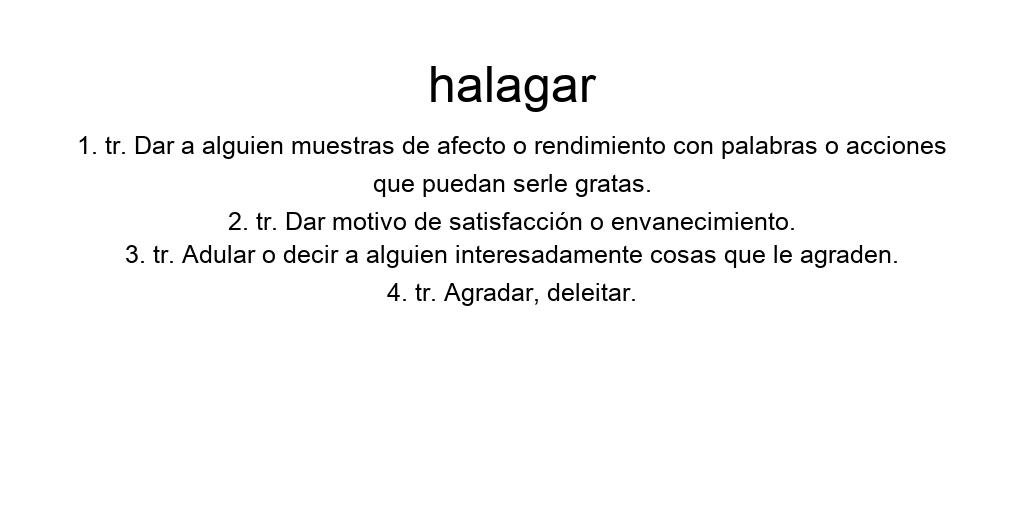 halagar
1. tr. Dar a alguien muestras de afecto o rendimiento con palabras o acciones
que puedan serle gratas.
2. tr. Dar motivo de satisfacción o envanecimiento.
3. tr. Adular o decir a alguien interesadamente cosas que le agraden.
4. tr. Agradar, deleitar.